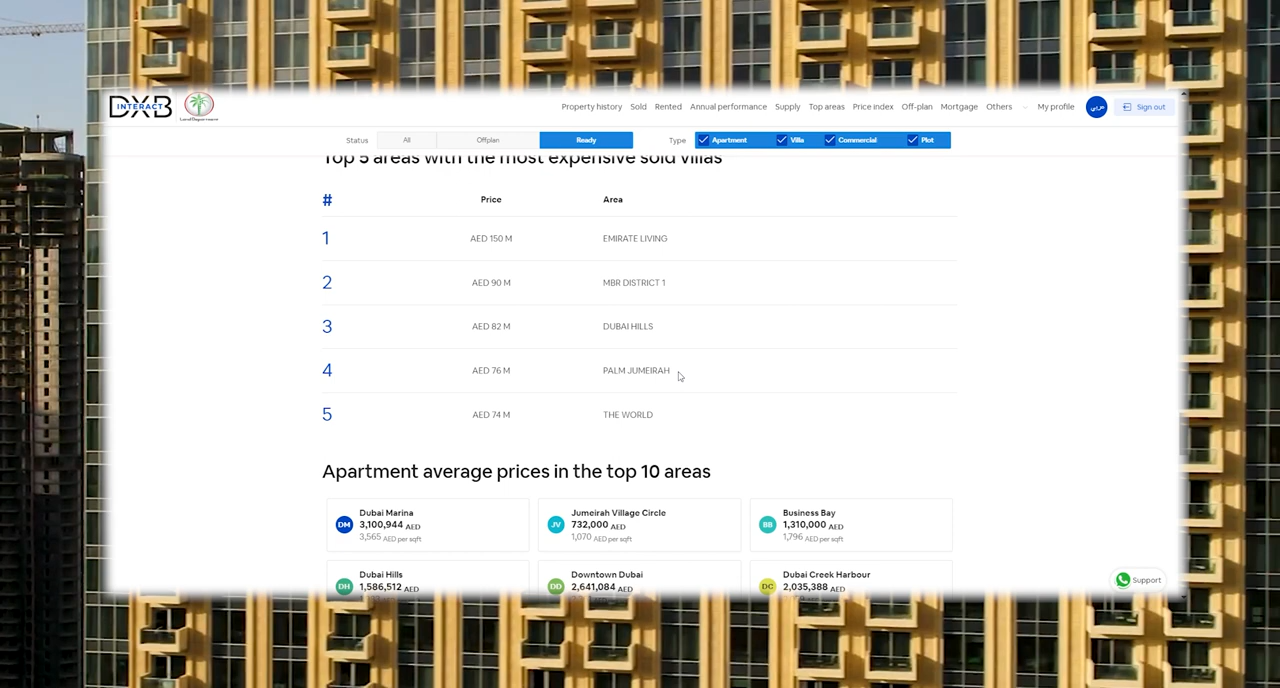 DXB
INTERACT
Land Department
Property history Sold Rented Annual performance Supply Top areas Price index Off-plan Mortgage Others My profile عربي Sign out
Status All Offplan Ready Type Apartment Villa Commercial Plot
Top 5 areas with the most expensive sold villas
# Price Area
1 AED 150 M EMIRATE LIVING
2 AED 90 M MBR DISTRICT 1
3 AED 82 M DUBAI HILLS
4 AED 76 M PALM JUMEIRAH
5 AED 74 M THE WORLD
Apartment average prices in the top 10 areas
DM Dubai Marina
3,100,944 AED
3,565 AED per sqft
JV Jumeirah Village Circle
732,000 AED
1,070 AED per sqft
BB Business Bay
1,310,000 AED
1,796 AED per sqft
DH Dubai Hills
1,586,512 AED
DD Downtown Dubai
2,641,084 AED
DC Dubai Creek Harbour
2,035,388 AED
Support